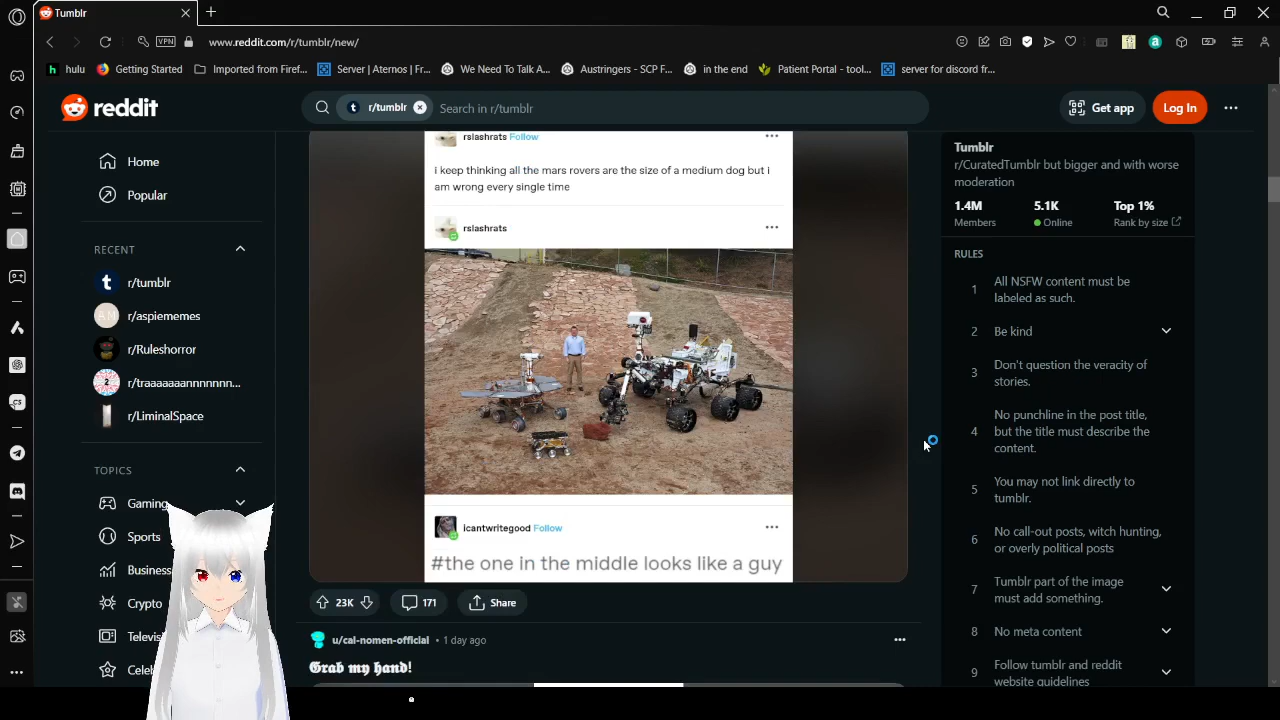 Tumblr
VPN
www.reddit.com/r/tumblr/new/
hulu
Getting Started
Imported from Firef...
Server | Aternos | Fr...
We Need To Talk A...
Austringers - SCP F...
in the end
Patient Portal - tool...
server for discord fr...
reddit
r/tumblr
Search in r/tumblr
Get app
Log In
Home
Popular
RECENT
r/tumblr
r/aspiememes
r/Ruleshorror
r/traaaaaaannnnnnn...
r/LiminalSpace
TOPICS
Gaming
Sports
Business
Crypto
Televisi
Celeb
rslashrats Follow
i keep thinking all the mars rovers are the size of a medium dog but i
am wrong every single time
rslashrats
icantwritegood Follow
#the one in the middle looks like a guy
23K
171
Share
u/cal-nomen-official • 1 day ago
Grab my hand!
Tumblr
r/CuratedTumblr but bigger and with worse
moderation
1.4M
Members
5.1K
Online
Top 1%
Rank by size
RULES
1 All NSFW content must be
labeled as such.
2 Be kind
3 Don't question the veracity of
stories.
4 No punchline in the post title,
but the title must describe the
content.
5 You may not link directly to
tumblr.
6 No call-out posts, witch hunting,
or overly political posts
7 Tumblr part of the image
must add something.
8 No meta content
9 Follow tumblr and reddit
website guidelines